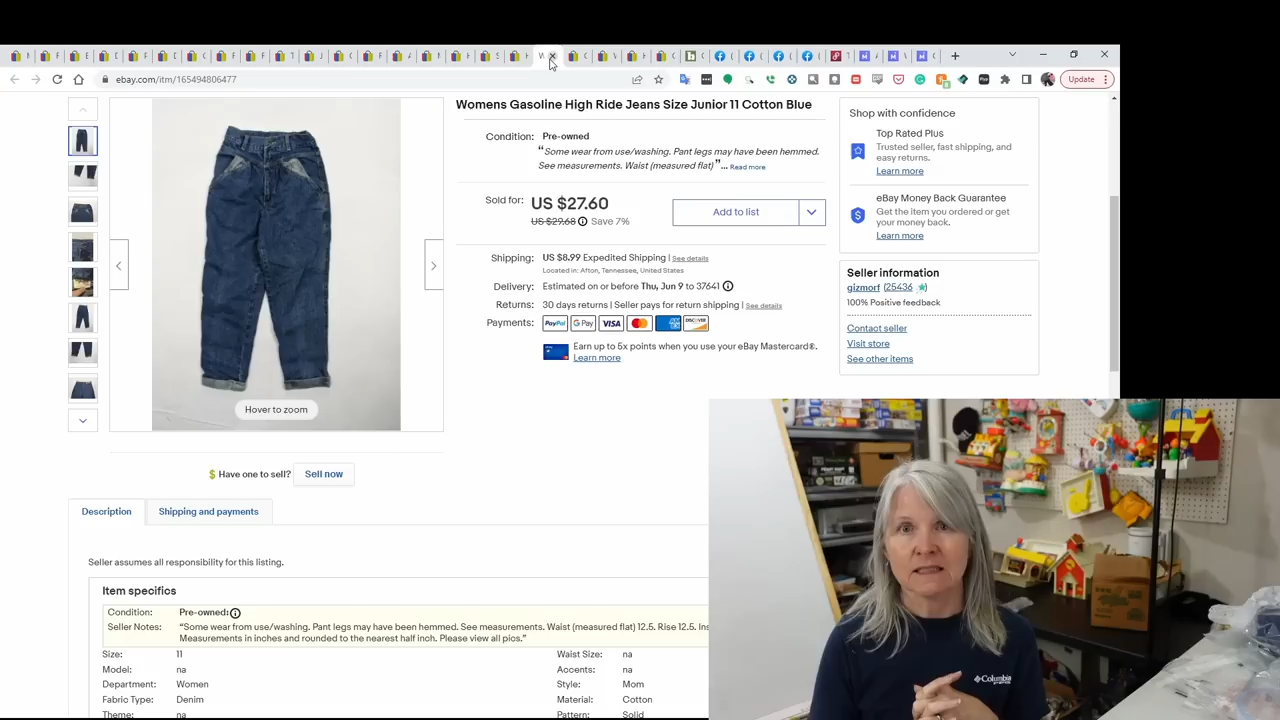 ebay.com/itm/165494806477
Update
Womens Gasoline High Ride Jeans Size Junior 11 Cotton Blue
Condition: Pre-owned
“Some wear from use/washing. Pant legs may have been hemmed.
See measurements. Waist (measured flat) ”... Read more
Sold for: US $27.60
US $29.68 Save 7%
Add to list
Shipping: US $8.99 Expedited Shipping | See details
Located in: Afton, Tennessee, United States
Delivery: Estimated on or before Thu, Jun 9 to 37641
Returns: 30 days returns | Seller pays for return shipping | See details
Payments: PayPal G Pay VISA DISCOVER
Earn up to 5x points when you use your eBay Mastercard®.
Learn more
Shop with confidence
Top Rated Plus
Trusted seller, fast shipping, and
easy returns.
Learn more
eBay Money Back Guarantee
Get the item you ordered or get
your money back.
Learn more
Seller information
gizmorf (25436 )
100% Positive feedback
Contact seller
Visit store
See other items
Hover to zoom
Have one to sell? Sell now
Description Shipping and payments
Seller assumes all responsibility for this listing.
Item specifics
Condition: Pre-owned:
Seller Notes: “Some wear from use/washing. Pant legs may have been hemmed. See measurements. Waist (measured flat) 12.5. Rise 12.5. Ins
Measurements in inches and rounded to the nearest half inch. Please view all pics.”
Size: 11 Waist Size: na
Model: na Accents: na
Department: Women Style: Mom
Fabric Type: Denim Material: Cotton
Theme: na Pattern: Solid
Columbia